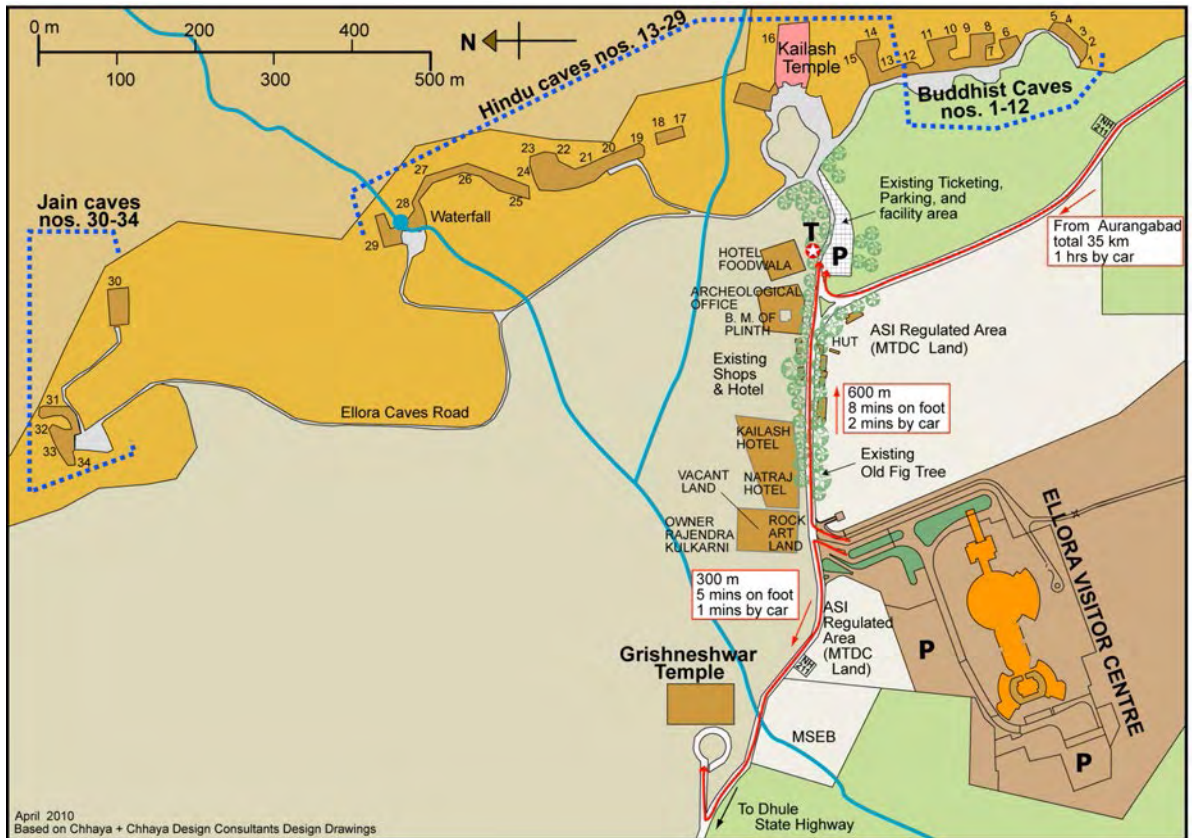 0 m
200
400
100
300
500 m
N
Hindu caves nos. 13-29
16
Kailash
Temple
15
14
13
12
11
10
9
8
7
6
5
4
3
2
1
Buddhist Caves
nos. 1-12
NH
211
18
17
23
22
21
20
19
24
25
26
27
28
29
Waterfall
Jain caves
nos. 30-34
30
31
32
33
34
Ellora Caves Road
Existing Ticketing,
Parking, and
facility area
From Aurangabad
total 35 km
1 hrs by car
T
P
HOTEL
FOODWALA
ARCHEOLOGICAL
OFFICE
B. M. OF
PLINTH
HUT
ASI Regulated Area
(MTDC Land)
Existing
Shops
& Hotel
600 m
8 mins on foot
2 mins by car
KAILASH
HOTEL
Existing
Old Fig Tree
VACANT
LAND
NATRAJ
HOTEL
OWNER
RAJENDRA
KULKARNI
ROCK
ART
LAND
300 m
5 mins on foot
1 mins by car
ASI
Regulated
Area
(MTDC
Land)
NH
211
ELLORA VISITOR CENTRE
P
P
Grishneshwar
Temple
MSEB
To Dhule
State Highway
April 2010
Based on Chhaya + Chhaya Design Consultants Design Drawings